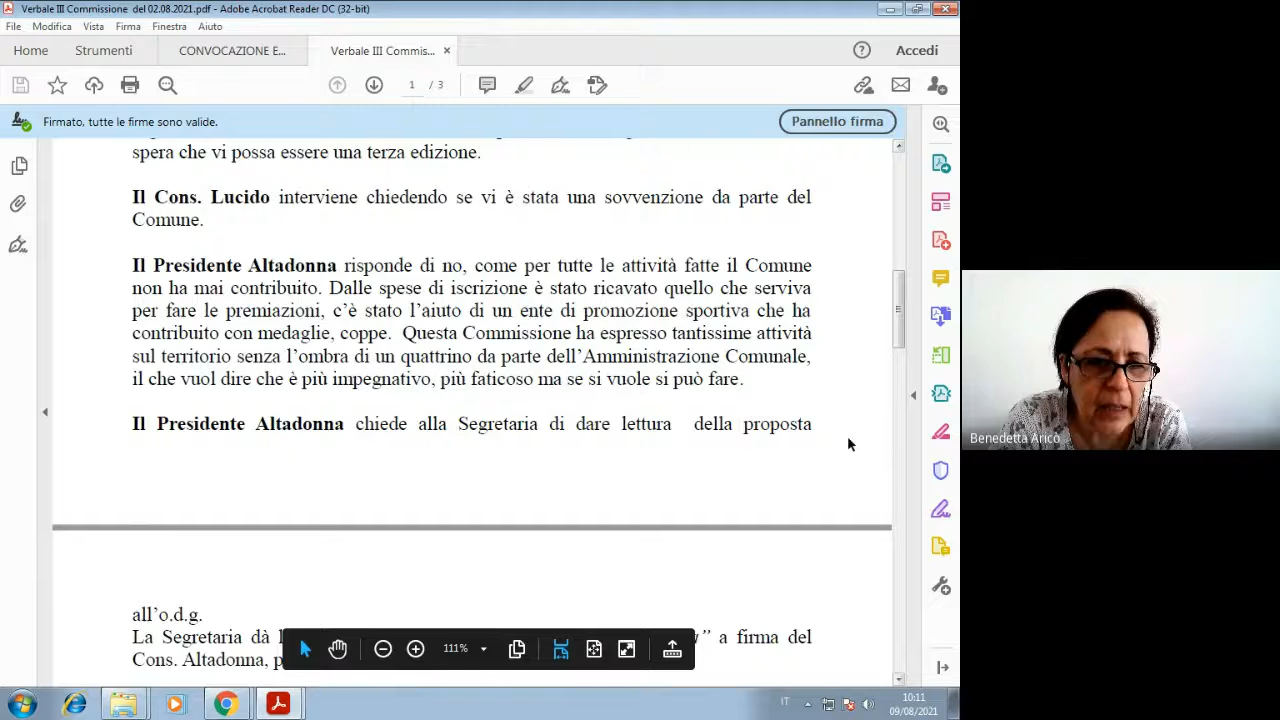 Verbale III Commissione del 02.08.2021.pdf - Adobe Acrobat Reader DC (32-bit)
File Modifica Vista Firma Finestra Aiuto
Home Strumenti CONVOCAZIONE E... Verbale III Commis... × Accedi
1 / 3
Firmato, tutte le firme sono valide. Pannello firma
spera che vi possa essere una terza edizione.
Il Cons. Lucido interviene chiedendo se vi è stata una sovvenzione da parte del
Comune.
Il Presidente Altadonna risponde di no, come per tutte le attività fatte il Comune
non ha mai Contribuito. Dalle spese di iscrizione è stato ricavato quello che serviva
per fare le premiazioni, c’è stato l’aiuto di un ente di promozione sportiva che ha
contribuito con medaglie, coppe. Questa Commissione ha espresso tantissime attività
sul territorio senza l’ombra di un quattrino da parte dell’Amministrazione Comunale,
il che vuol dire che è più impegnativo, più faticoso ma se si vuole si può fare.
Il Presidente Altadonna chiede alla Segretaria di dare lettura della proposta
all’o.d.g.
La Segretaria dà ” a firma del
Cons. Altadonna,
111%
Benedetta Aricò
IT 10:11
09/08/2021